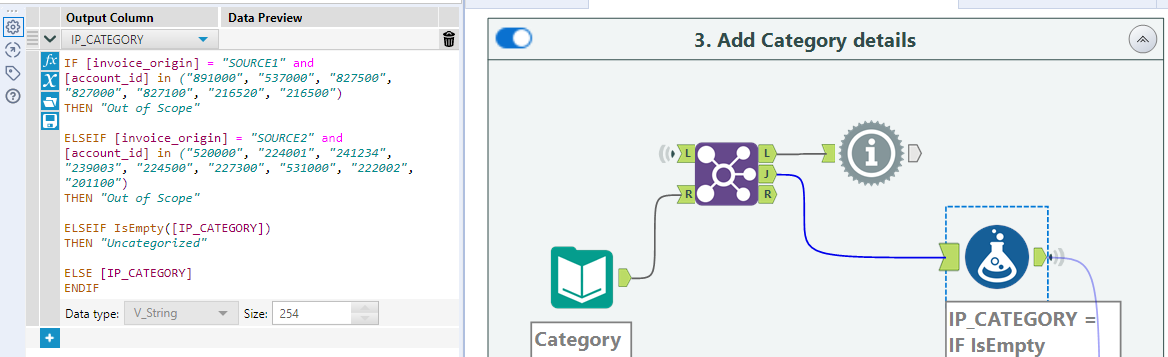 Output Column Data Preview
IP_CATEGORY
IF [invoice_origin] = "SOURCE1" and
[account_id] in ("891000", "537000", "827500",
"827000", "827100", "216520", "216500")
THEN "Out of Scope"
ELSEIF [invoice_origin] = "SOURCE2" and
[account_id] in ("520000", "224001", "241234",
"239003", "224500", "227300", "531000", "222002",
"201100")
THEN "Out of Scope"
ELSEIF IsEmpty([IP_CATEGORY])
THEN "Uncategorized"
ELSE [IP_CATEGORY]
ENDIF
Data type: V_String Size: 254
3. Add Category details
L L
J
R R
Category
IP_CATEGORY =
IF IsEmpty